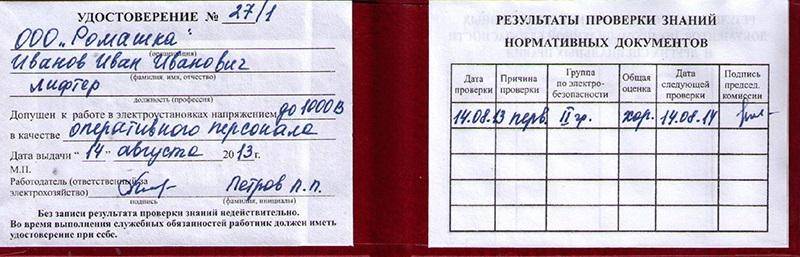 УДОСТОВЕРЕНИЕ № 27/1
ООО „Ромашка“
(организация)
Иванов Иван Иванович
(фамилия, имя, отчество)
лифтер
должность (профессия)
Допущен к работе в электроустановках напряжением до 1000 В
в качестве оперативного персонала
Дата выдачи “ 14 ” августа 2013г.
М.П.
Работодатель (ответственный за
электрохозяйство) Петров П.П.
подпись (фамилия, инициалы)
Без записи результата проверки знаний недействительно.
Во время выполнения служебных обязанностей работник должен иметь
удостоверение при себе.
РЕЗУЛЬТАТЫ ПРОВЕРКИ ЗНАНИЙ
НОРМАТИВНЫХ ДОКУМЕНТОВ
Дата проверки Причина проверки Группа по электро-безопасности Общая оценка Дата следующей проверки Подпись председ. комиссии
14.08.13 перв. II гр. хор. 14.08.14